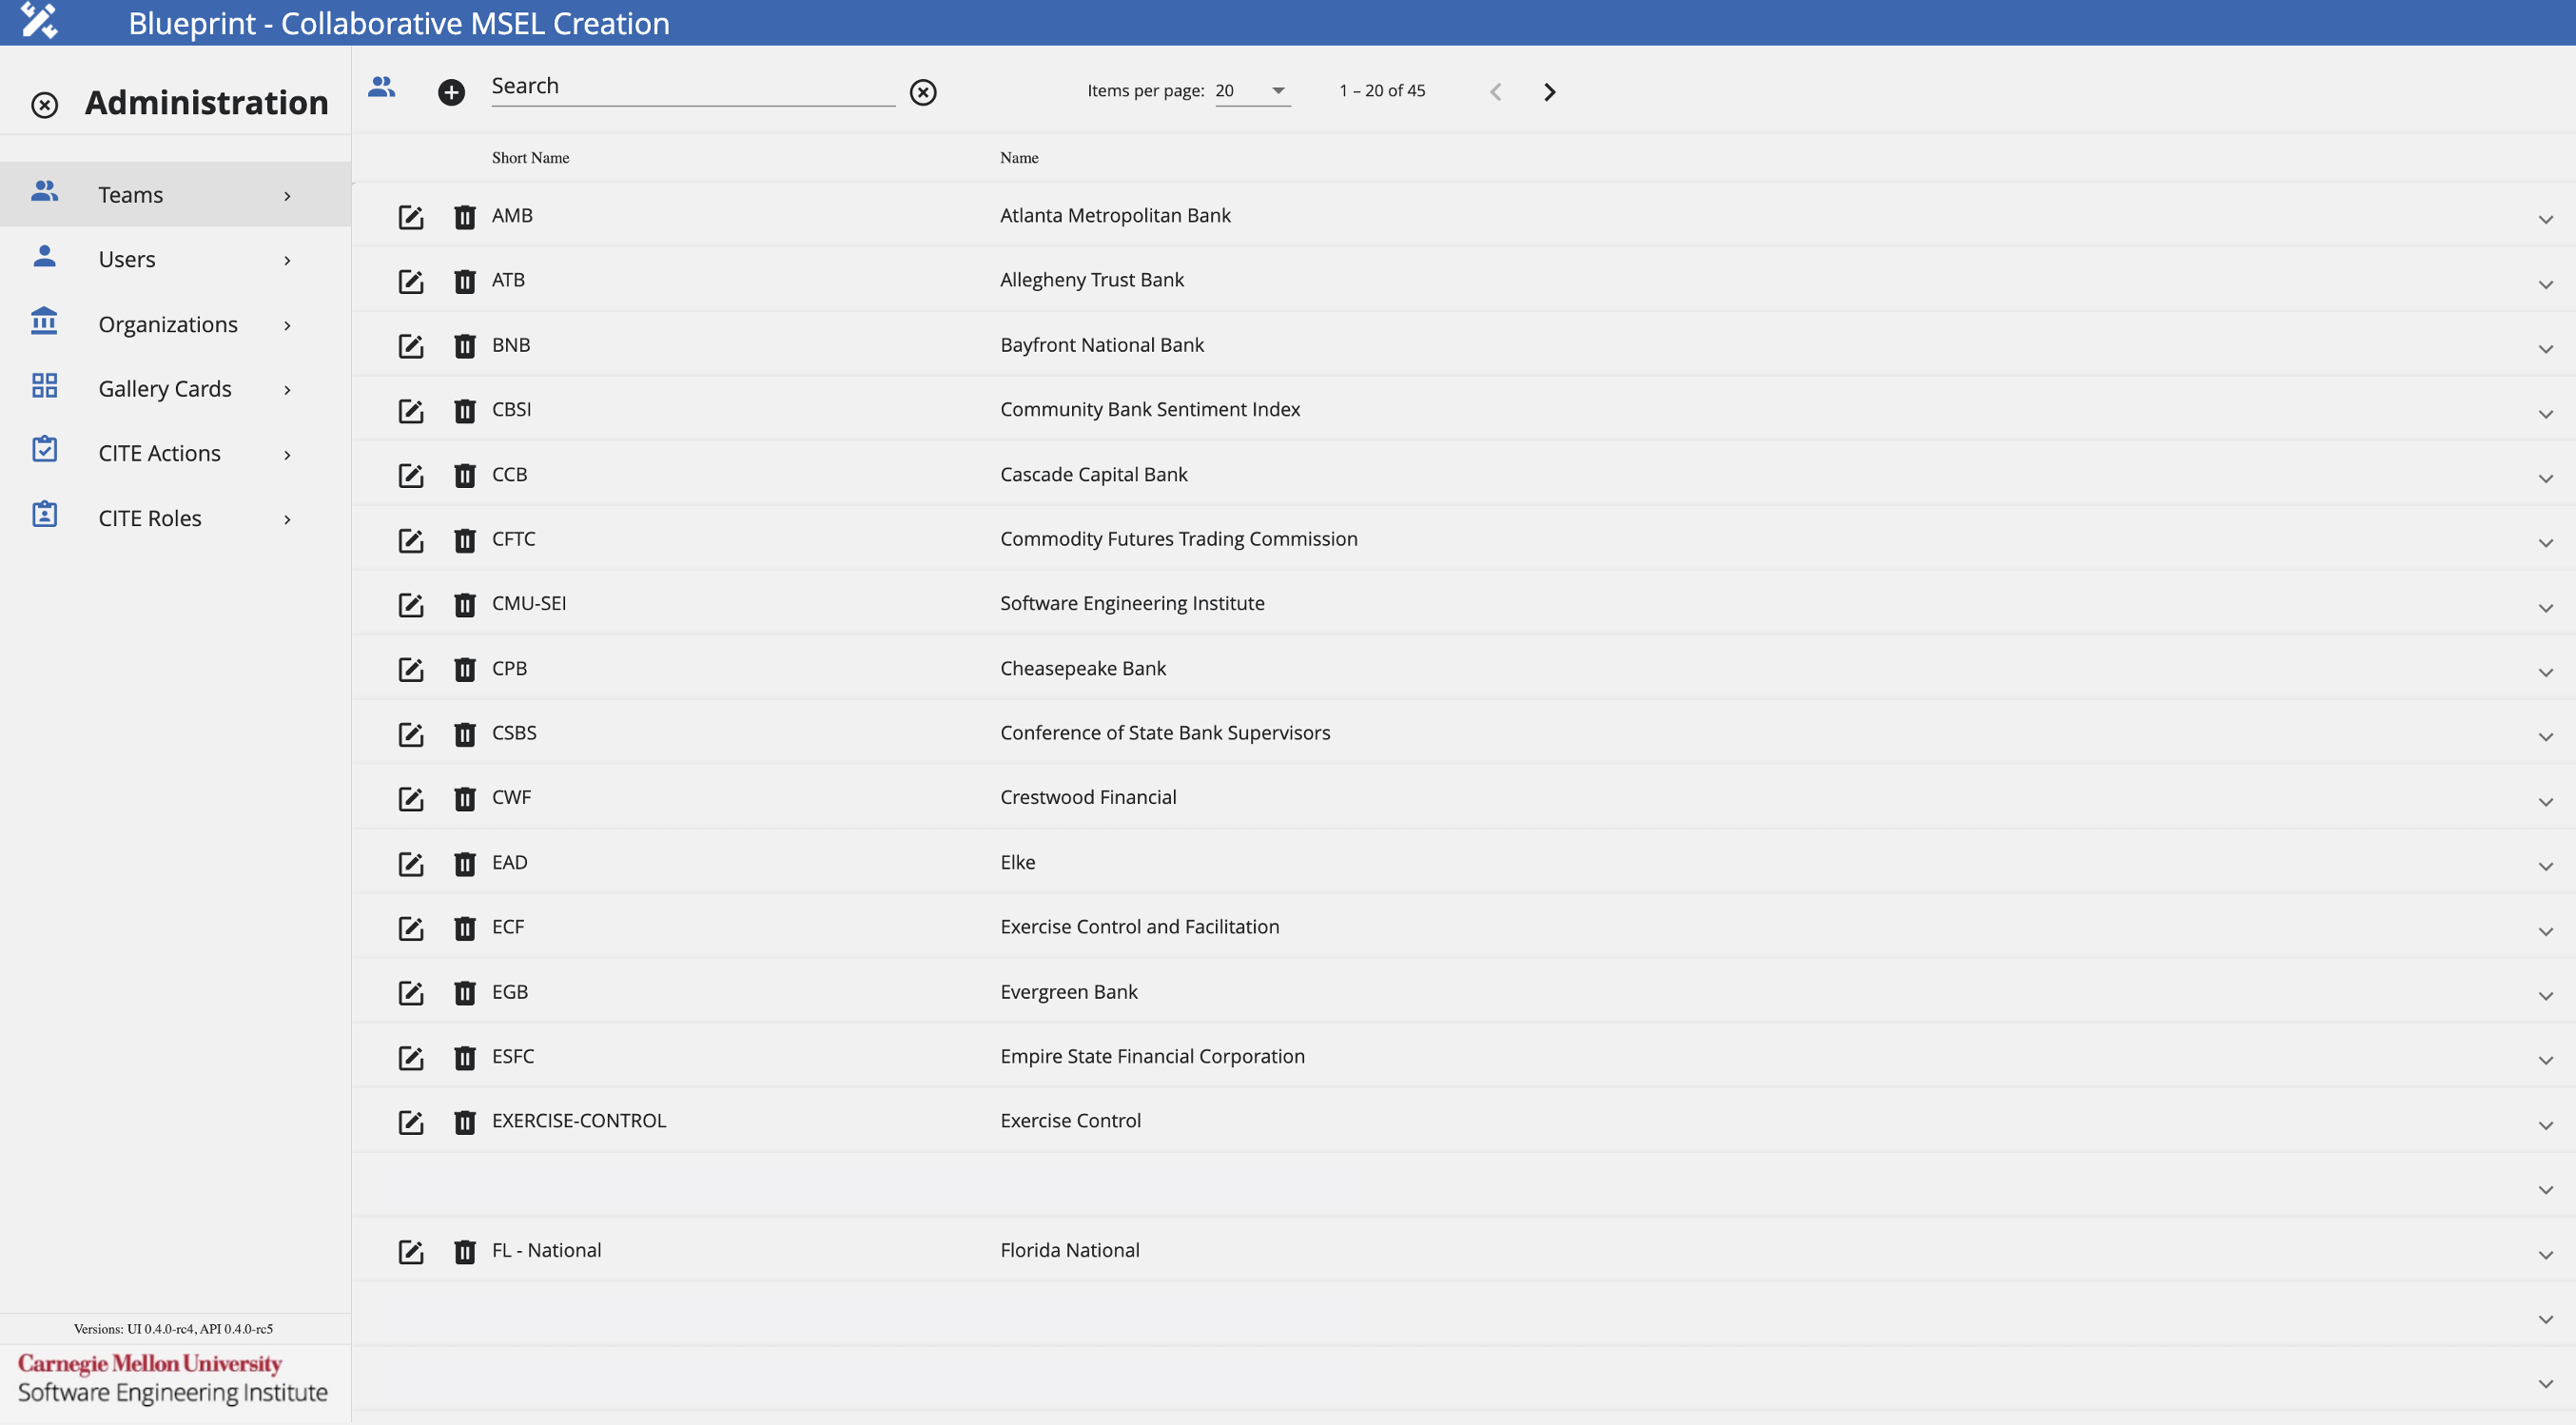 Blueprint - Collaborative MSEL Creation
Administration
Teams
Users
Organizations
Gallery Cards
CITE Actions
CITE Roles
Versions: UI 0.4.0-rc4, API 0.4.0-rc5
Carnegie Mellon University
Software Engineering Institute
Search
Items per page: 20 1 – 20 of 45
Short Name Name
AMB Atlanta Metropolitan Bank
ATB Allegheny Trust Bank
BNB Bayfront National Bank
CBSI Community Bank Sentiment Index
CCB Cascade Capital Bank
CFTC Commodity Futures Trading Commission
CMU-SEI Software Engineering Institute
CPB Cheasepeake Bank
CSBS Conference of State Bank Supervisors
CWF Crestwood Financial
EAD Elke
ECF Exercise Control and Facilitation
EGB Evergreen Bank
ESFC Empire State Financial Corporation
EXERCISE-CONTROL Exercise Control
FL - National Florida National